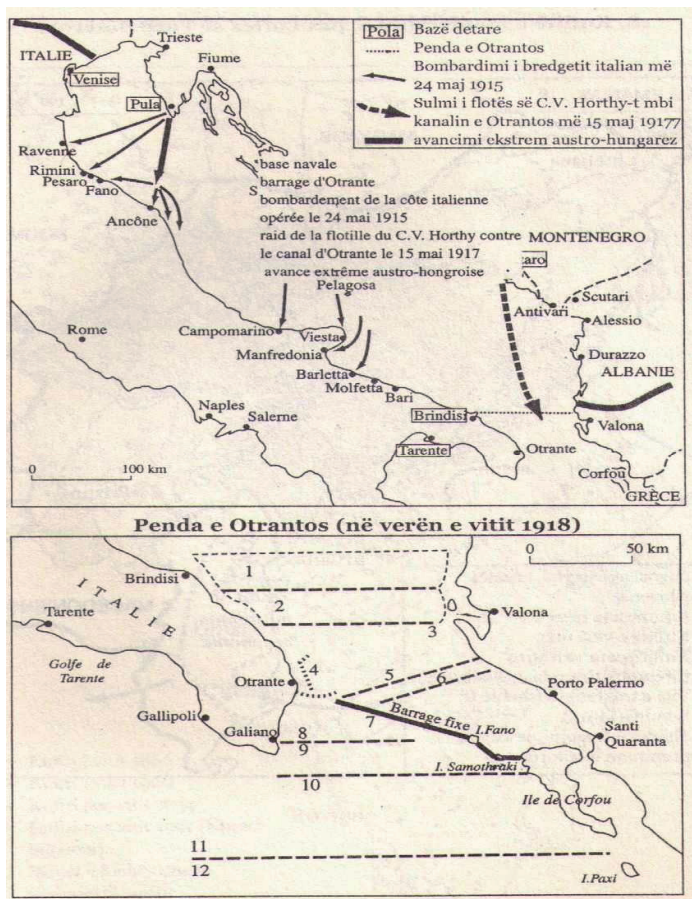 Pola Bazë detare
Penda e Otrantos
Bombardimi i bredgetit italian më
24 maj 1915
Sulmi i flotës së C.V. Horthy-t mbi
kanalin e Otrantos më 15 maj 19177
avancimi ekstrem austro-hungarez
ITALIE
Trieste
Venise
Fiume
Pula
Ravenne
Rimini
Pesaro
Fano
Ancône
base navale
barrage d'Otrante
bombardement de la côte italienne
opérée le 24 mai 1915
raid de la flotille du C.V. Horthy contre
le canal d'Otrante le 15 mai 1917
avance extrême austro-hongroise
MONTENEGRO
taro
Pelagosa
Antivari
Scutari
Alessio
Rome
Campomarino
Viesta
Manfredonia
Durazzo
ALBANIE
Barletta
Molfetta
Bari
Naples
Salerne
Brindisi
Valona
Tarente
Otrante
Corfou
GRÈCE
0 100 km
Penda e Otrantos (në verën e vitit 1918)
0 50 km
Brindisi
1
ITALIE
2
Tarente
3
Valona
Golfe de
Tarente
4
5
6
Otrante
Porto Palermo
7
Barrage fixe
Gallipoli
Galiano
8
9
I.Fano
Santi
Quaranta
I. Samothraki
10
Ile de Corfou
11
12
I.Paxi